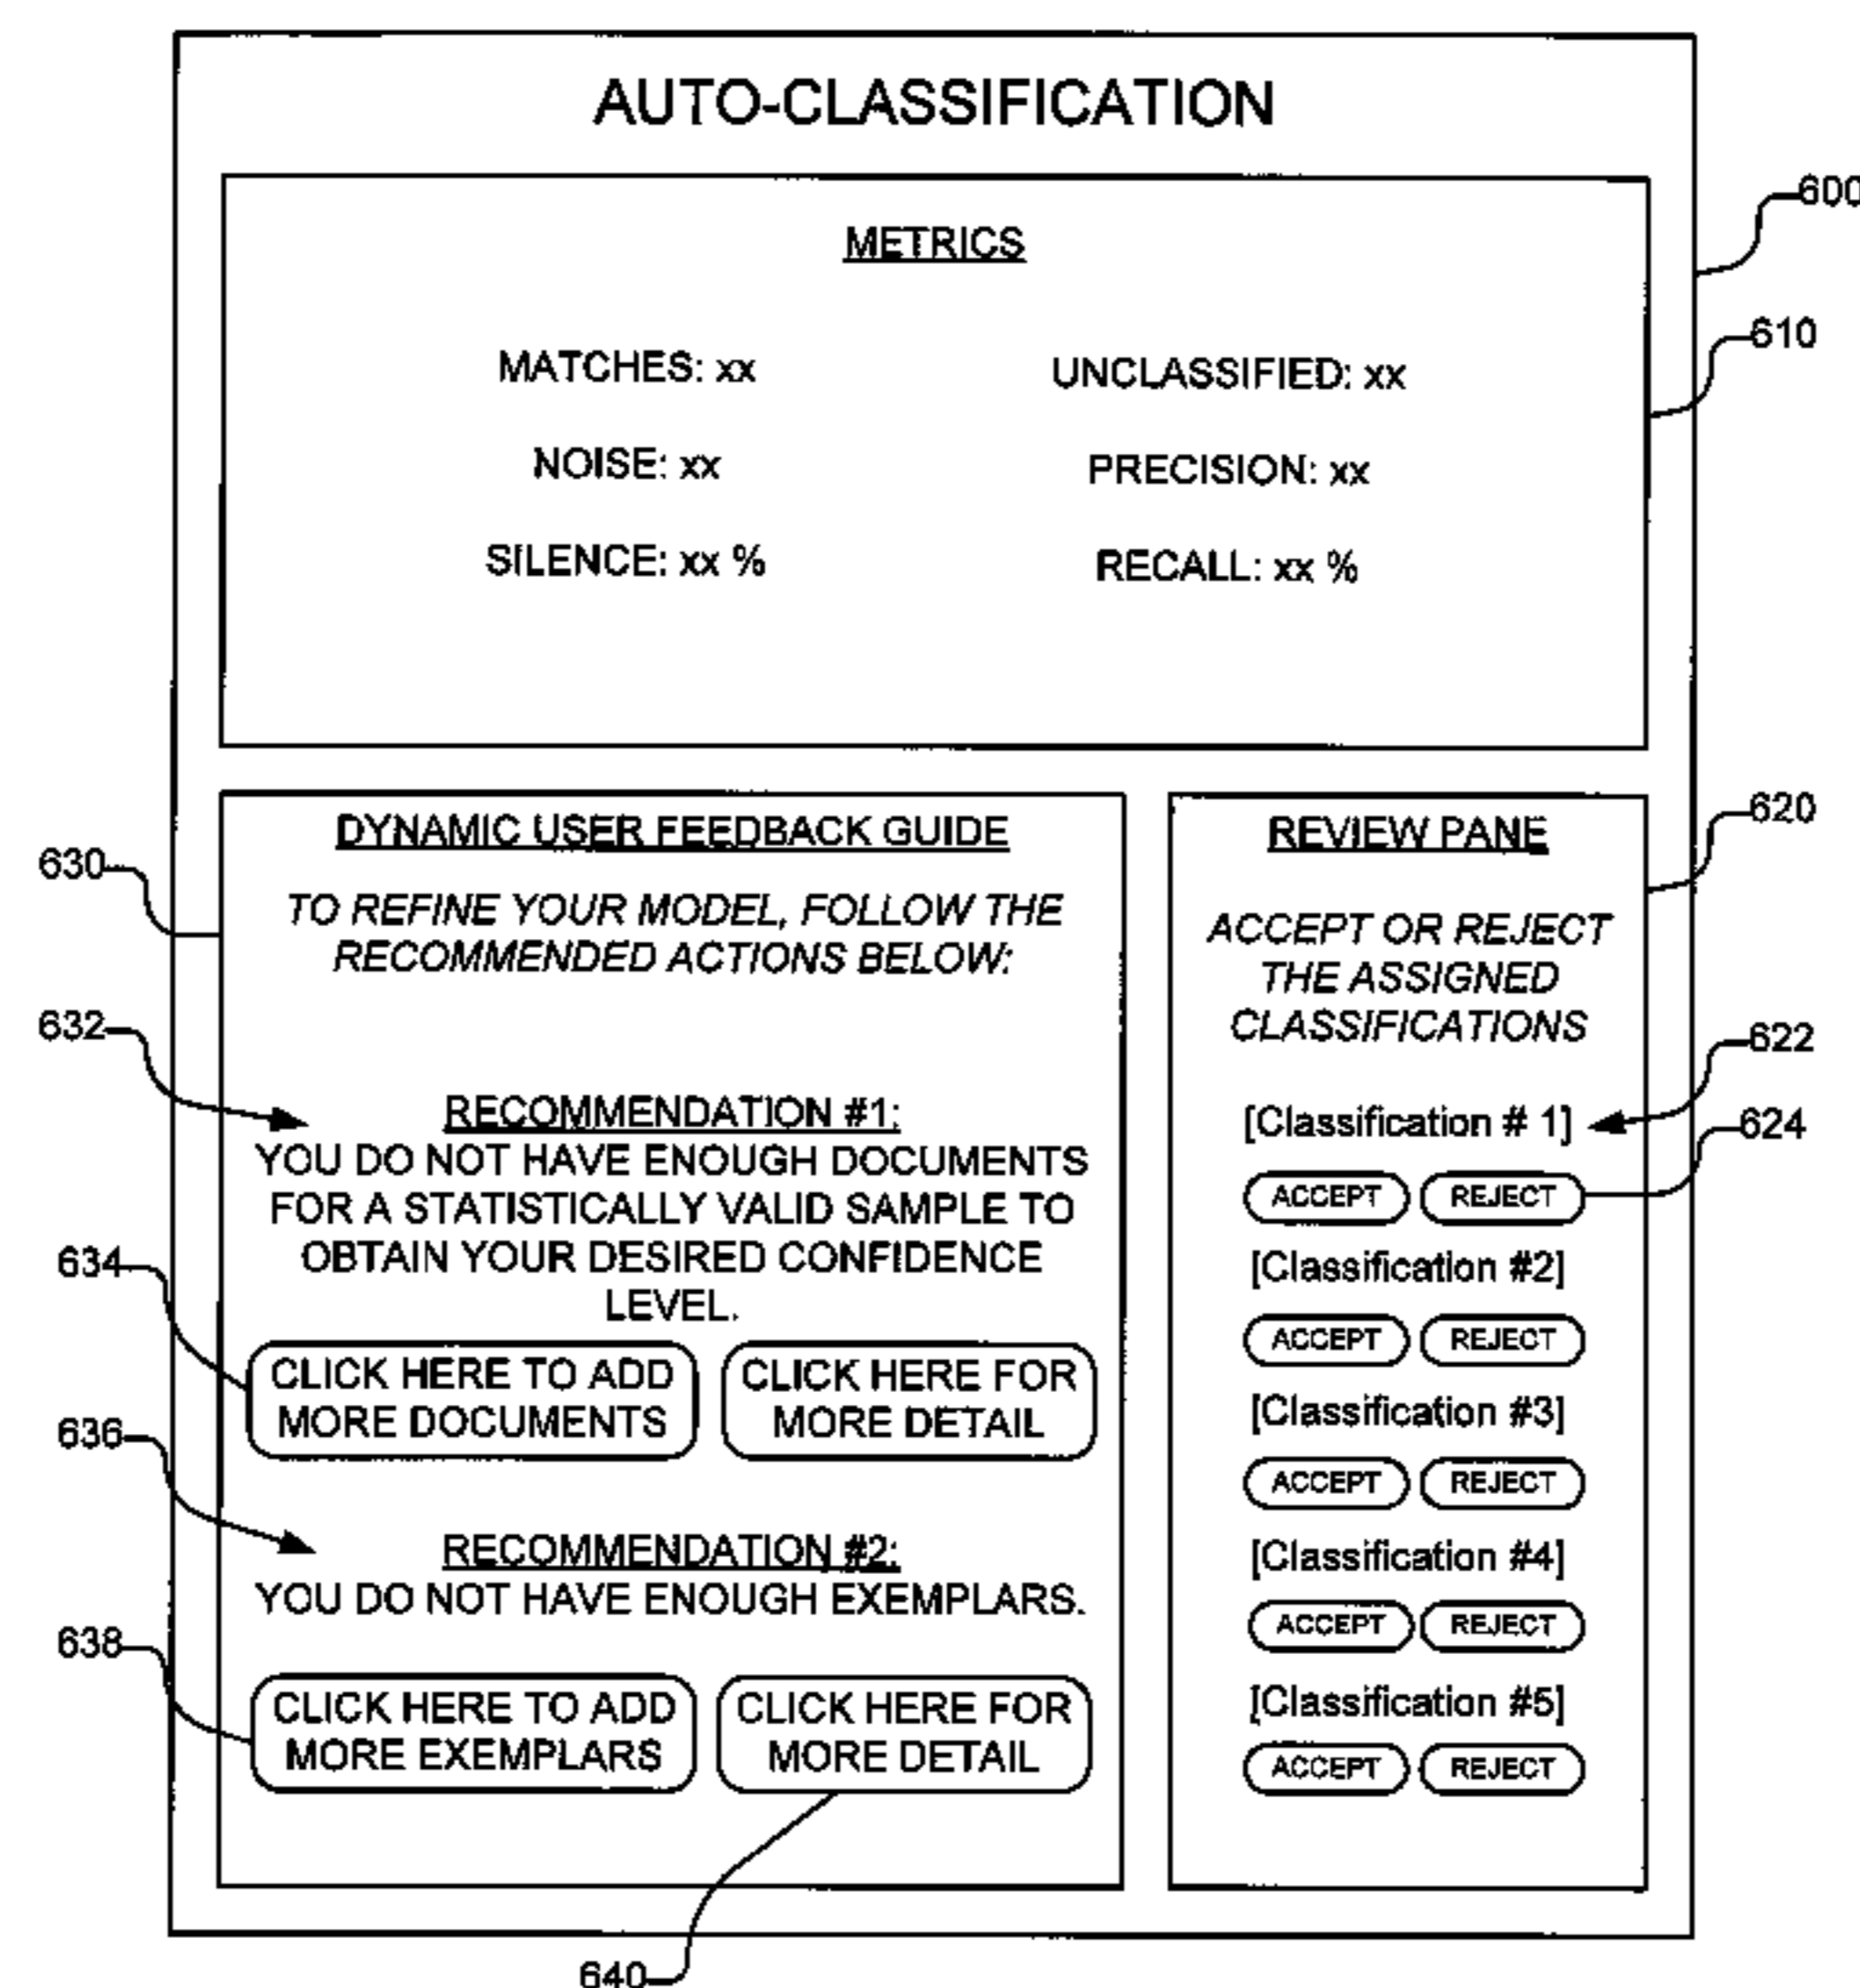 AUTO-CLASSIFICATION
600
METRICS
610
MATCHES: xx
UNCLASSIFIED: xx
NOISE: xx
PRECISION: xx
SILENCE: xx %
RECALL: xx %
630
DYNAMIC USER FEEDBACK GUIDE
TO REFINE YOUR MODEL, FOLLOW THE
RECOMMENDED ACTIONS BELOW:
632
RECOMMENDATION #1:
YOU DO NOT HAVE ENOUGH DOCUMENTS
FOR A STATISTICALLY VALID SAMPLE TO
OBTAIN YOUR DESIRED CONFIDENCE
LEVEL.
634
CLICK HERE TO ADD
MORE DOCUMENTS
CLICK HERE FOR
MORE DETAIL
636
RECOMMENDATION #2:
YOU DO NOT HAVE ENOUGH EXEMPLARS.
638
CLICK HERE TO ADD
MORE EXEMPLARS
CLICK HERE FOR
MORE DETAIL
640
REVIEW PANE
620
ACCEPT OR REJECT
THE ASSIGNED
CLASSIFICATIONS
622
[Classification # 1]
624
ACCEPT REJECT
[Classification #2]
ACCEPT REJECT
[Classification #3]
ACCEPT REJECT
[Classification #4]
ACCEPT REJECT
[Classification #5]
ACCEPT REJECT